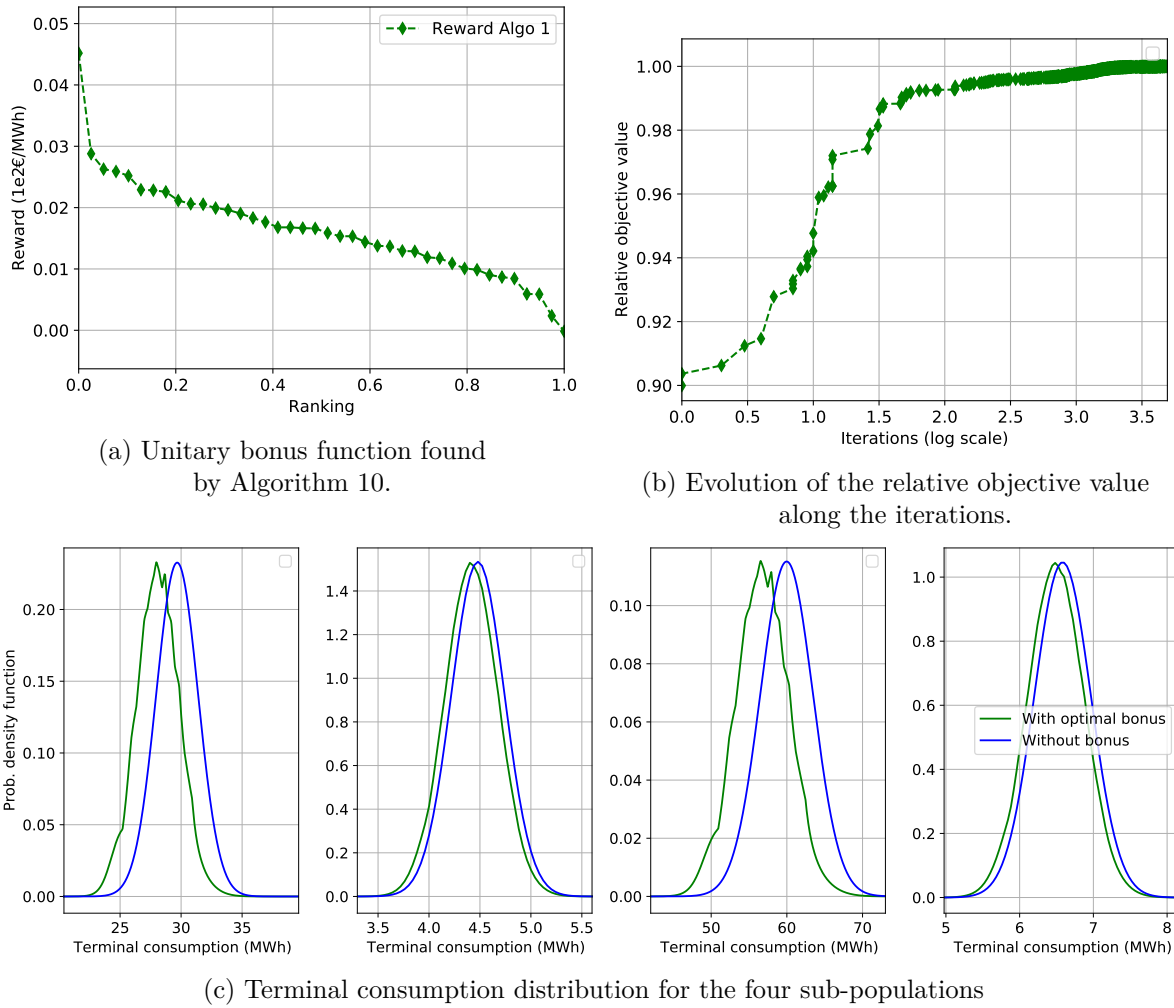 0.05
0.04
0.03
0.02
0.01
0.00
Reward (1e2€/MWh)
Reward Algo 1
0.0 0.2 0.4 0.6 0.8 1.0
Ranking
(a) Unitary bonus function found
by Algorithm 10.
1.00
0.98
0.96
0.94
0.92
0.90
Relative objective value
0.0 0.5 1.0 1.5 2.0 2.5 3.0 3.5
Iterations (log scale)
(b) Evolution of the relative objective value
along the iterations.
Prob. density function
0.20
0.15
0.10
0.05
0.00
25 30 35
Terminal consumption (MWh)
1.4
1.2
1.0
0.8
0.6
0.4
0.2
0.0
3.5 4.0 4.5 5.0 5.5
Terminal consumption (MWh)
0.10
0.08
0.06
0.04
0.02
0.00
50 60 70
Terminal consumption (MWh)
1.0
0.8
0.6
0.4
0.2
0.0
With optimal bonus
Without bonus
5 6 7 8
Terminal consumption (MWh)
(c) Terminal consumption distribution for the four sub-populations